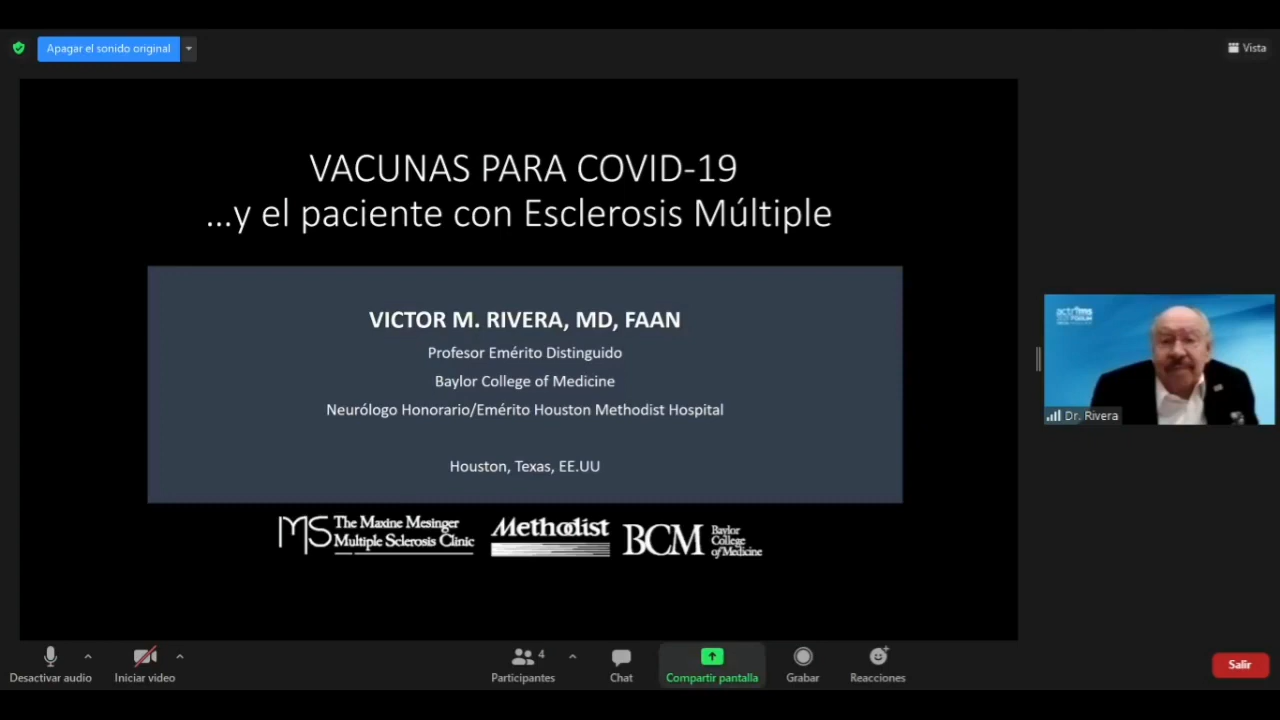 Apagar el sonido original
Vista
VACUNAS PARA COVID-19
...y el paciente con Esclerosis Múltiple
VICTOR M. RIVERA, MD, FAAN
Profesor Emérito Distinguido
Baylor College of Medicine
Neurólogo Honorario/Emérito Houston Methodist Hospital
Houston, Texas, EE.UU
MS The Maxine Mesinger
Multiple Sclerosis Clinic
Methodist
BCM Baylor
College
of Medicine
Dr. Rivera
Desactivar audio
Iniciar video
4
Participantes
Chat
Compartir pantalla
Grabar
Reacciones
Salir